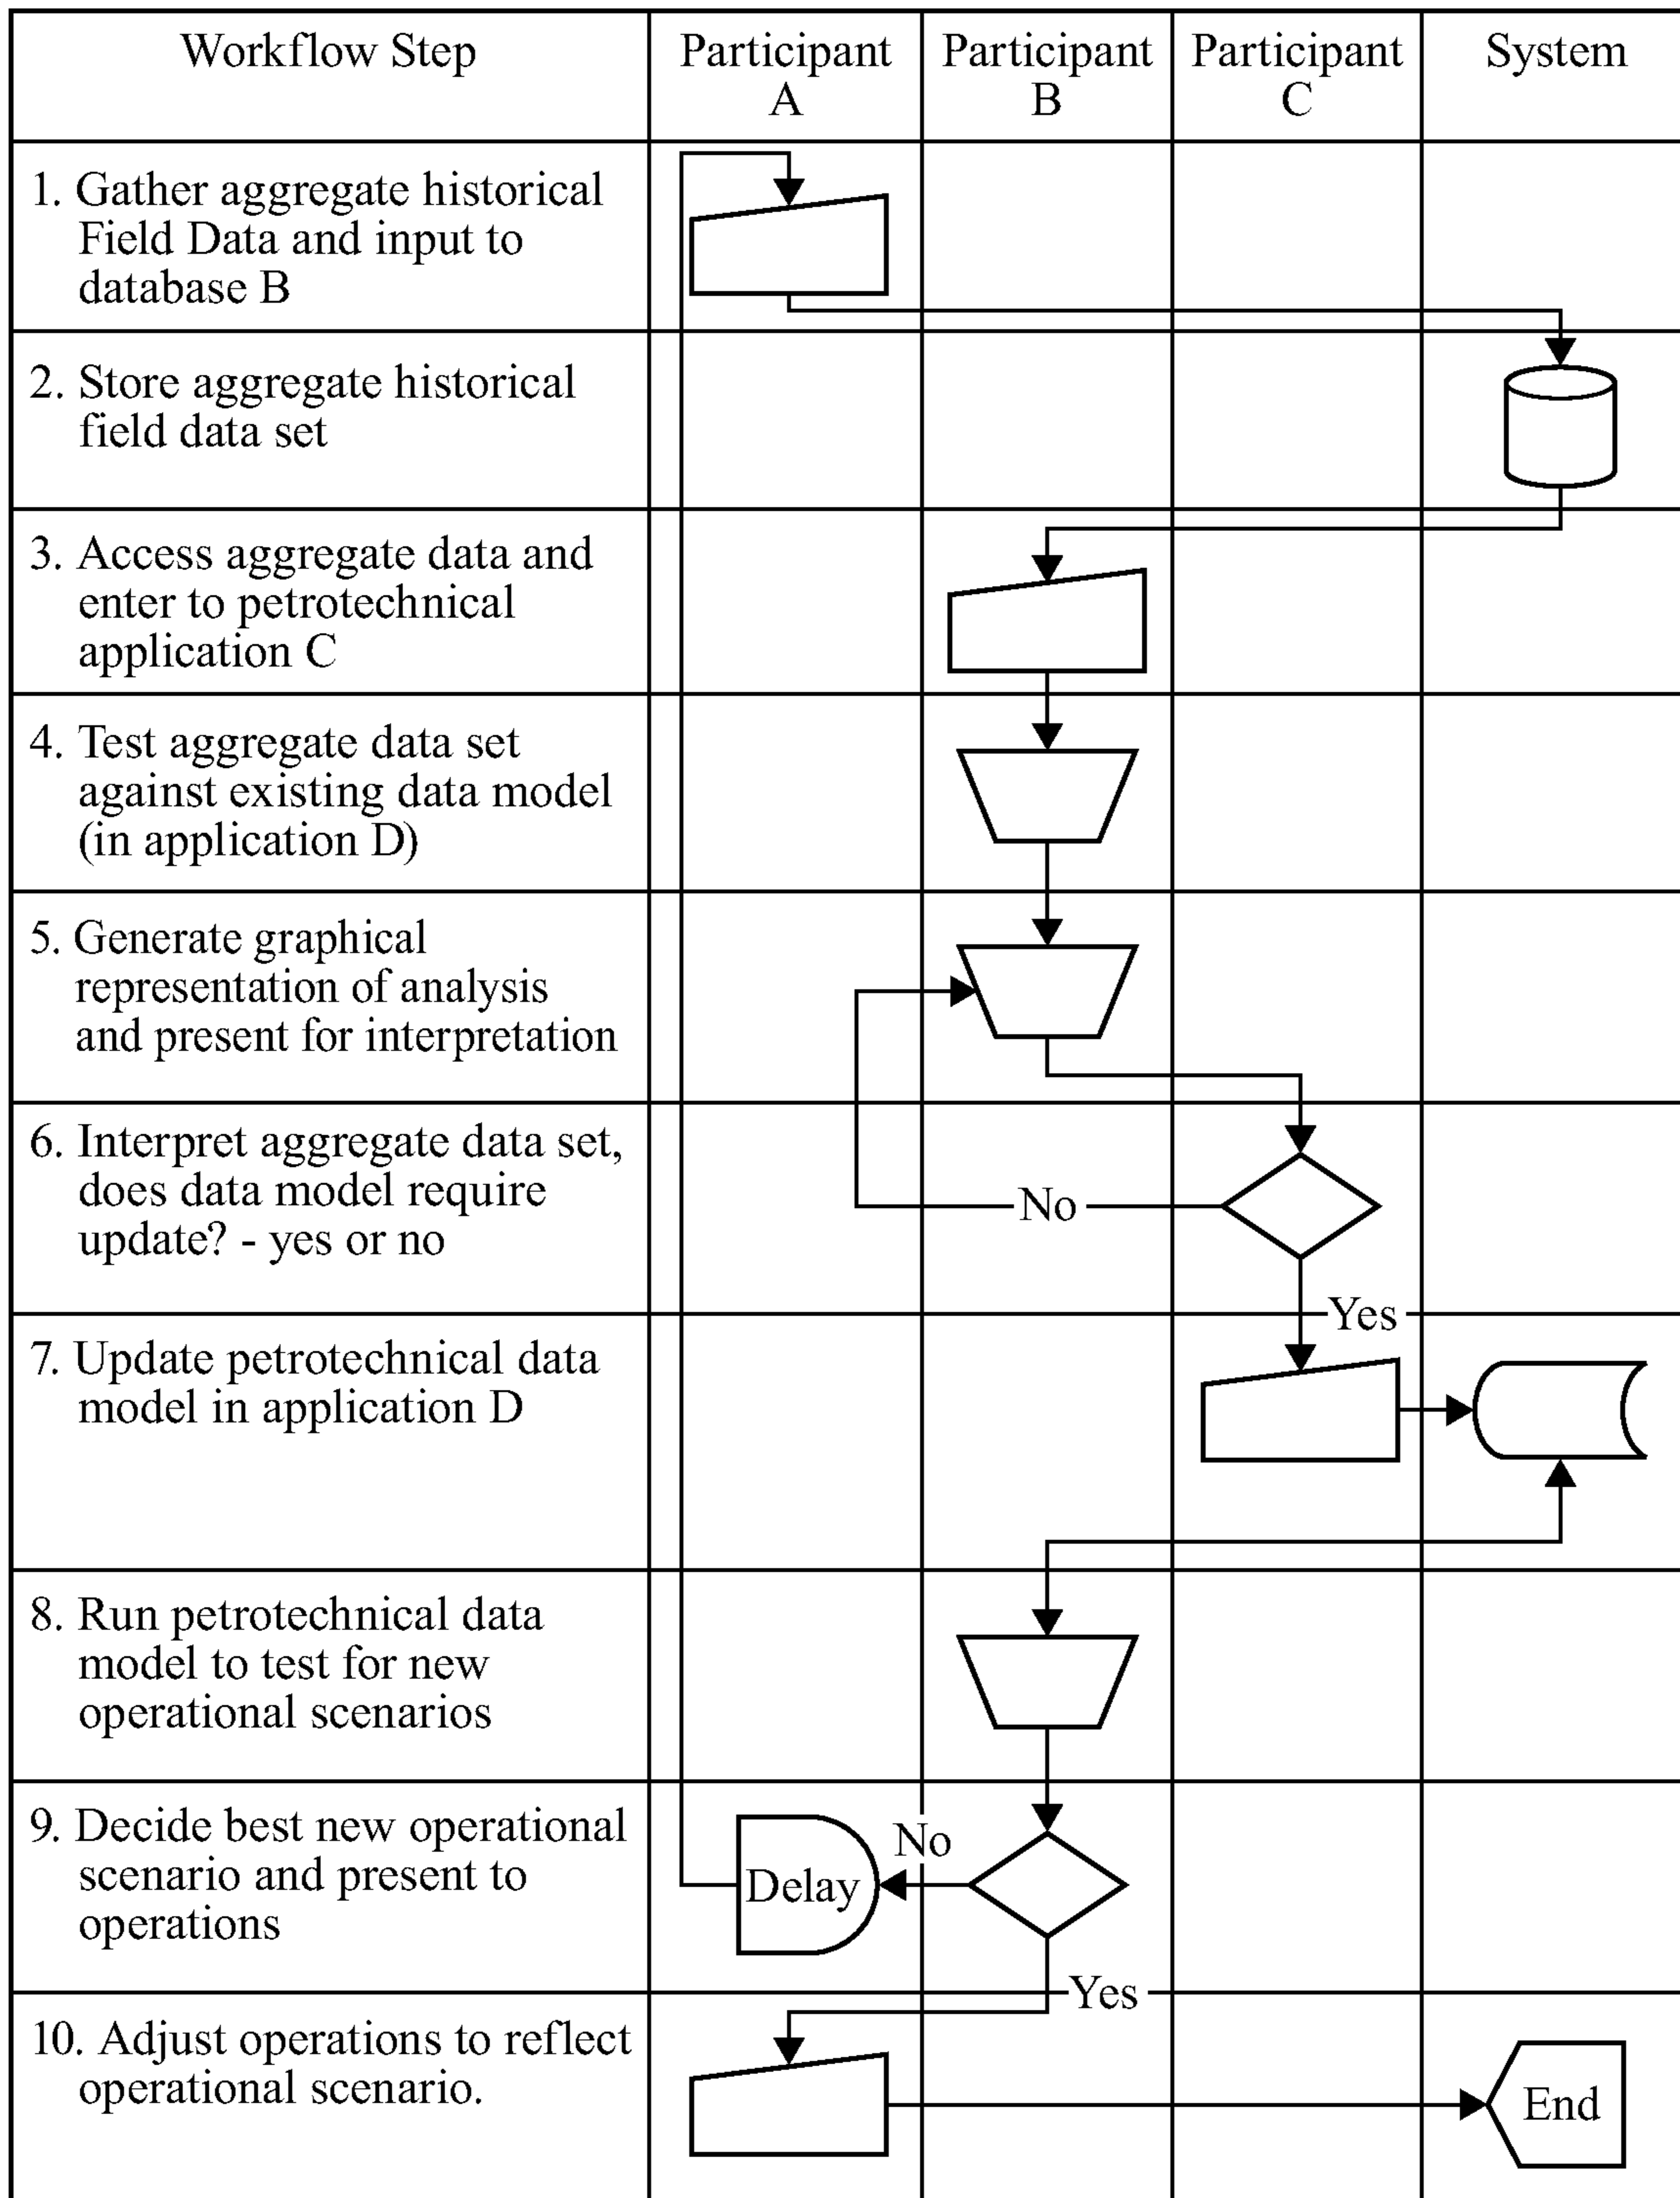 Workflow Step
Participant
A
Participant
B
Participant
C
System
1. Gather aggregate historical
Field Data and input to
database B
2. Store aggregate historical
field data set
3. Access aggregate data and
enter to petrotechnical
application C
4. Test aggregate data set
against existing data model
(in application D)
5. Generate graphical
representation of analysis
and present for interpretation
6. Interpret aggregate data set,
does data model require
update? - yes or no
No
Yes
7. Update petrotechnical data
model in application D
8. Run petrotechnical data
model to test for new
operational scenarios
9. Decide best new operational
scenario and present to
operations
Delay
No
Yes
10. Adjust operations to reflect
operational scenario.
End